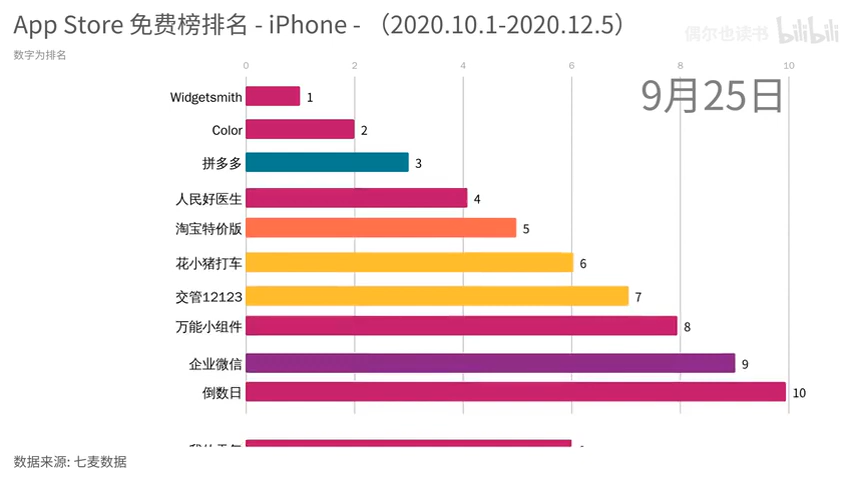 App Store 免费榜排名 - iPhone - （2020.10.1-2020.12.5）
偶尔也读书 bilibili
数字为排名
0 2 4 6 8 10
9月25日
Widgetsmith 1
Color 2
拼多多 3
人民好医生 4
淘宝特价版 5
花小猪打车 6
交管12123 7
万能小组件 8
企业微信 9
倒数日 10
数据来源: 七麦数据